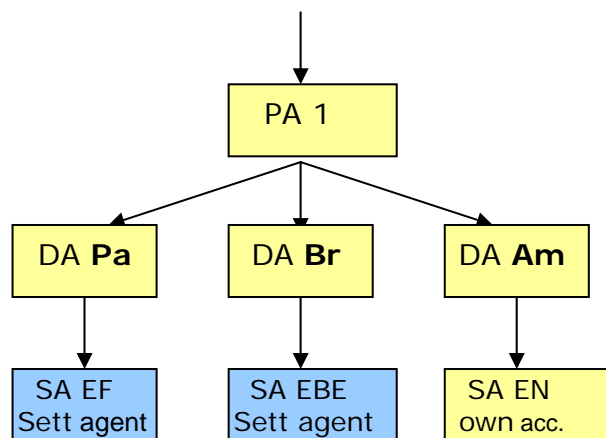 PA 1
DA Pa
DA Br
DA Am
SA EF
Sett agent
SA EBE
Sett agent
SA EN
own acc.